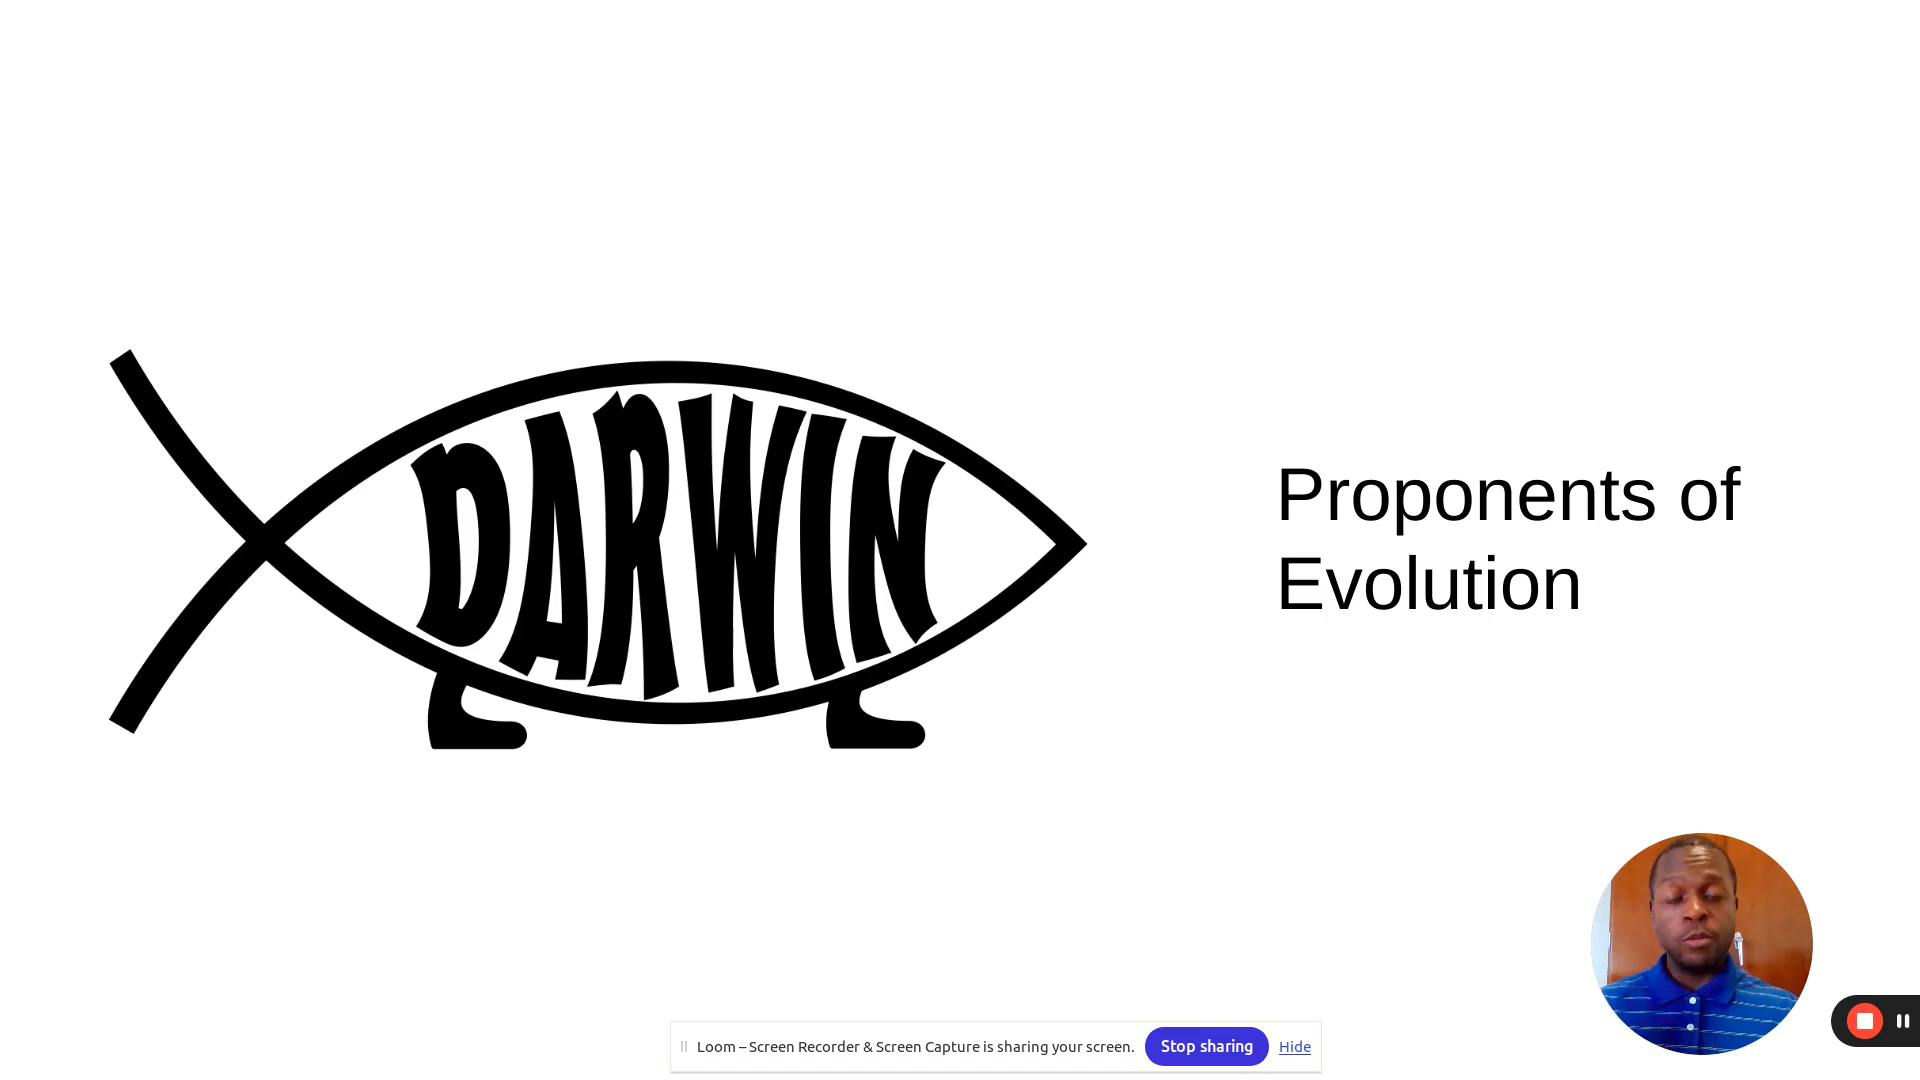 DARWIN
Proponents of
Evolution
Loom – Screen Recorder & Screen Capture is sharing your screen. Stop sharing Hide